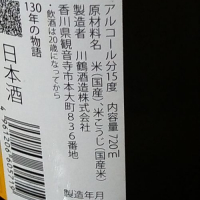 アルコール分15度 内容量720ml
原材料名 米(国産)、米こうじ(国産米)
製造者 川鶴酒造株式会社
香川県観音寺市本大町836番地
・飲酒は20歳になってから
130年の物語
日本酒
4961206605711
製造年月